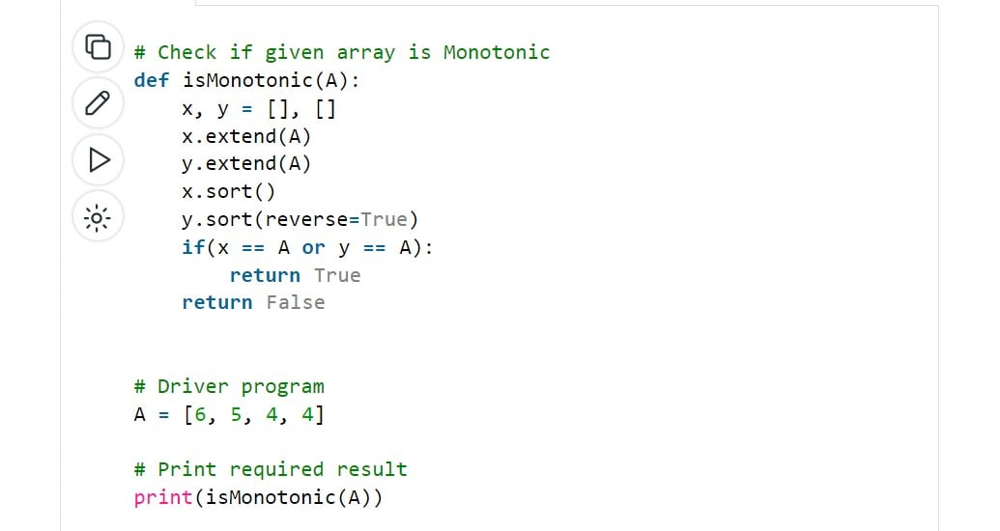 # Check if given array is Monotonic
def isMonotonic(A):
    x, y = [], []
    x.extend(A)
    y.extend(A)
    x.sort()
    y.sort(reverse=True)
    if(x == A or y == A):
        return True
    return False
# Driver program
A = [6, 5, 4, 4]
# Print required result
print(isMonotonic(A))